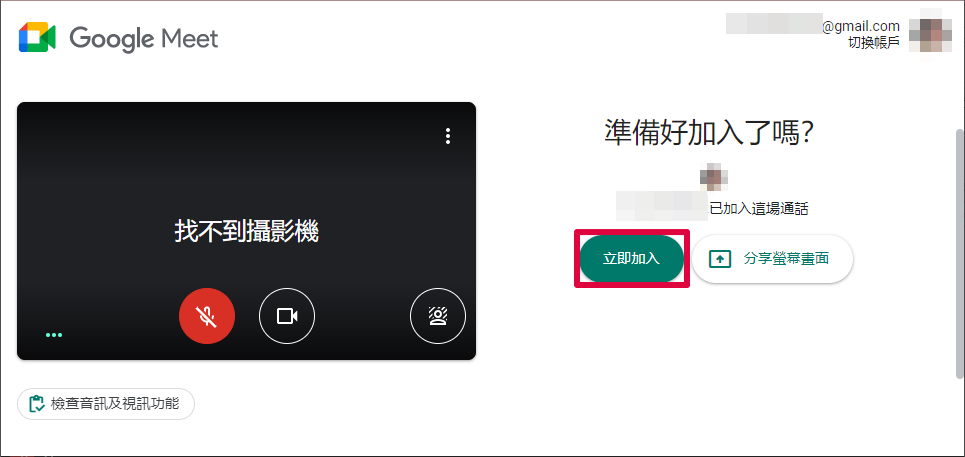 Google Meet
@gmail.com
切換帳戶
找不到攝影機
準備好加入了嗎?
已加入這場通話
立即加入
分享螢幕畫面
檢查音訊及視訊功能